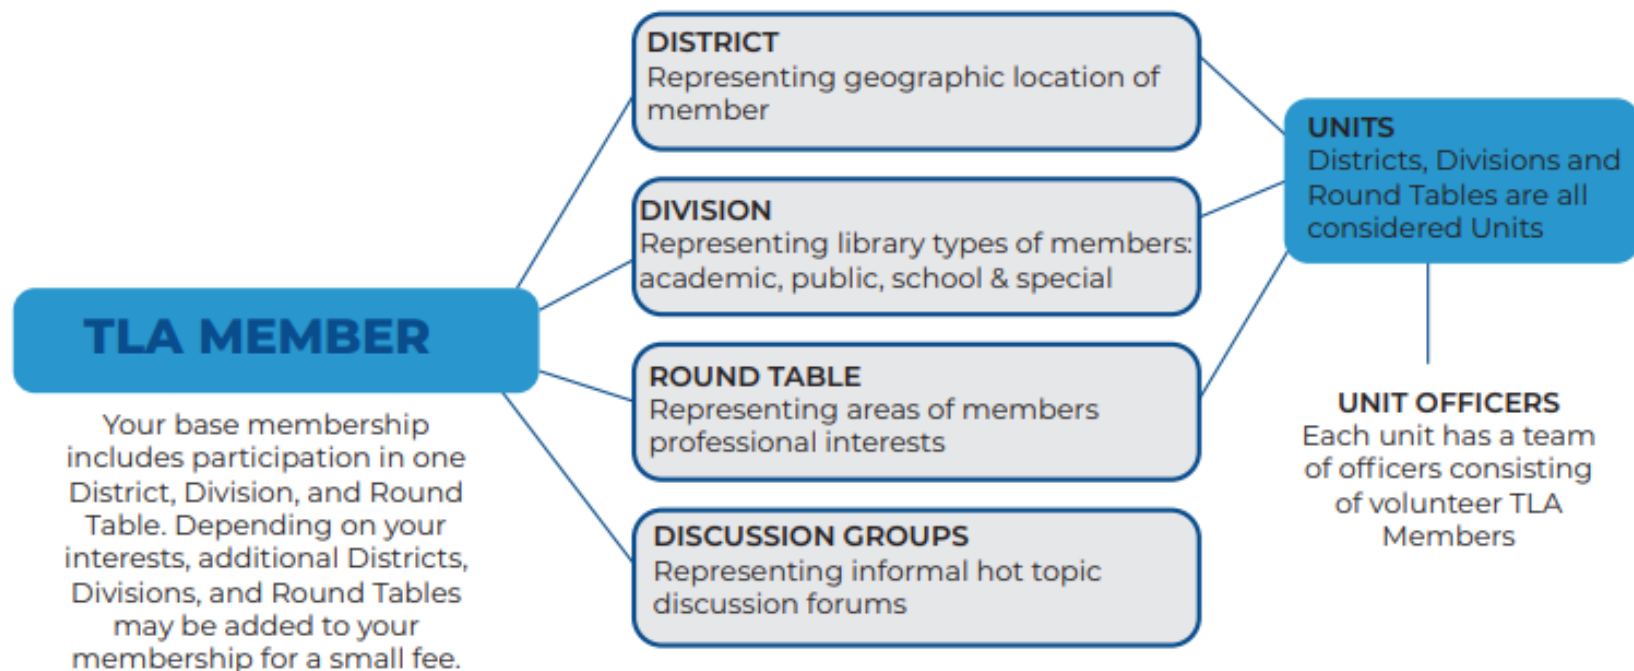 TLA MEMBER
Your base membership
includes participation in one
District, Division, and Round
Table. Depending on your
interests, additional Districts,
Divisions, and Round Tables
may be added to your
membership for a small fee.
DISTRICT
Representing geographic location of
member
DIVISION
Representing library types of members:
academic, public, school & special
ROUND TABLE
Representing areas of members
professional interests
DISCUSSION GROUPS
Representing informal hot topic
discussion forums
UNITS
Districts, Divisions and
Round Tables are all
considered Units
UNIT OFFICERS
Each unit has a team
of officers consisting
of volunteer TLA
Members